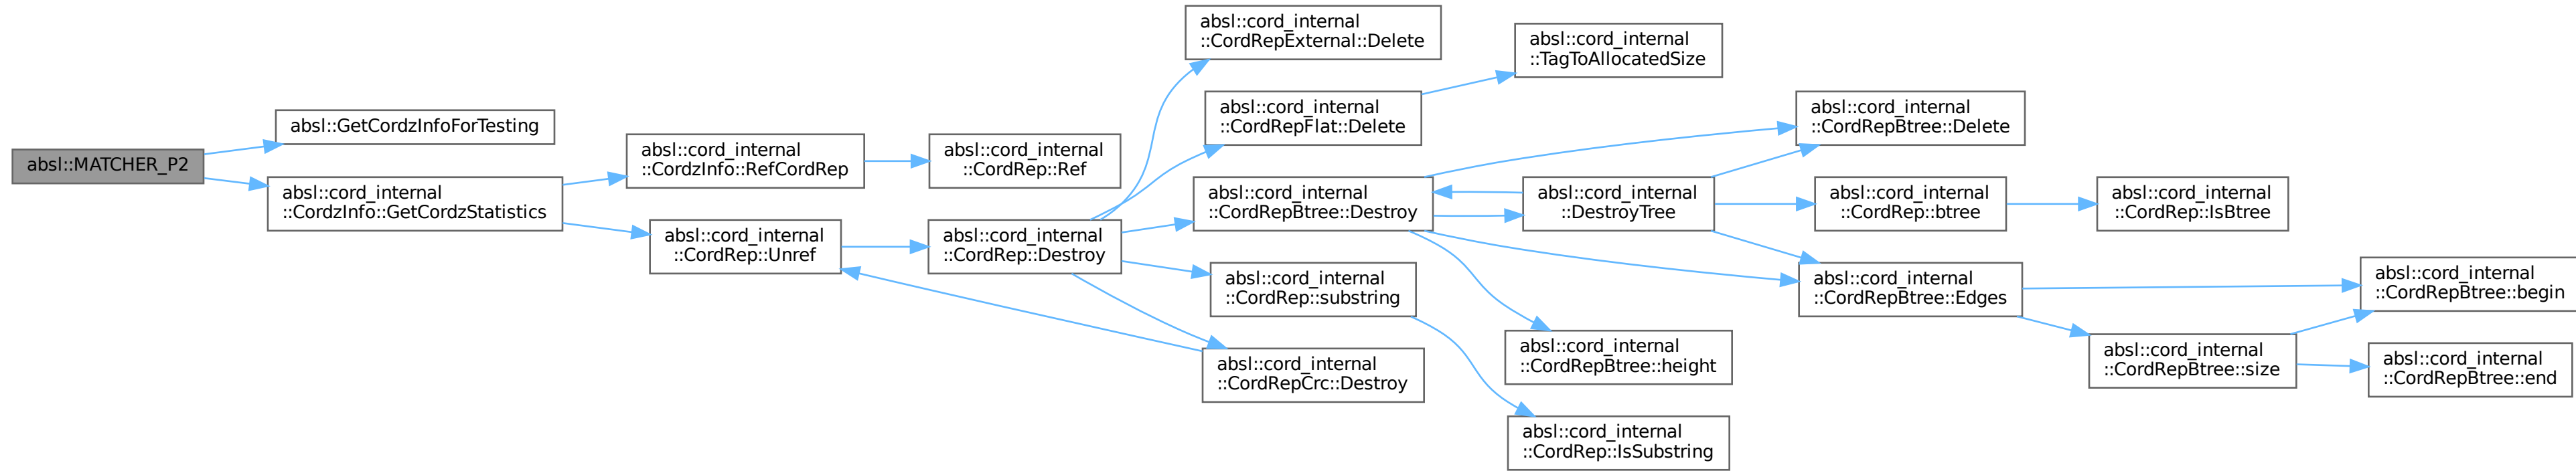 absl::MATCHER_P2
absl::GetCordzInfoForTesting
absl::cord_internal
::CordzInfo::GetCordzStatistics
absl::cord_internal
::CordzInfo::RefCordRep
absl::cord_internal
::CordRep::Ref
absl::cord_internal
::CordRep::Unref
absl::cord_internal
::CordRep::Destroy
absl::cord_internal
::CordRepExternal::Delete
absl::cord_internal
::CordRepFlat::Delete
absl::cord_internal
::TagToAllocatedSize
absl::cord_internal
::CordRepBtree::Destroy
absl::cord_internal
::CordRep::substring
absl::cord_internal
::CordRepCrc::Destroy
absl::cord_internal
::DestroyTree
absl::cord_internal
::CordRepBtree::height
absl::cord_internal
::CordRep::IsSubstring
absl::cord_internal
::CordRepBtree::Delete
absl::cord_internal
::CordRep::btree
absl::cord_internal
::CordRep::IsBtree
absl::cord_internal
::CordRepBtree::Edges
absl::cord_internal
::CordRepBtree::size
absl::cord_internal
::CordRepBtree::begin
absl::cord_internal
::CordRepBtree::end